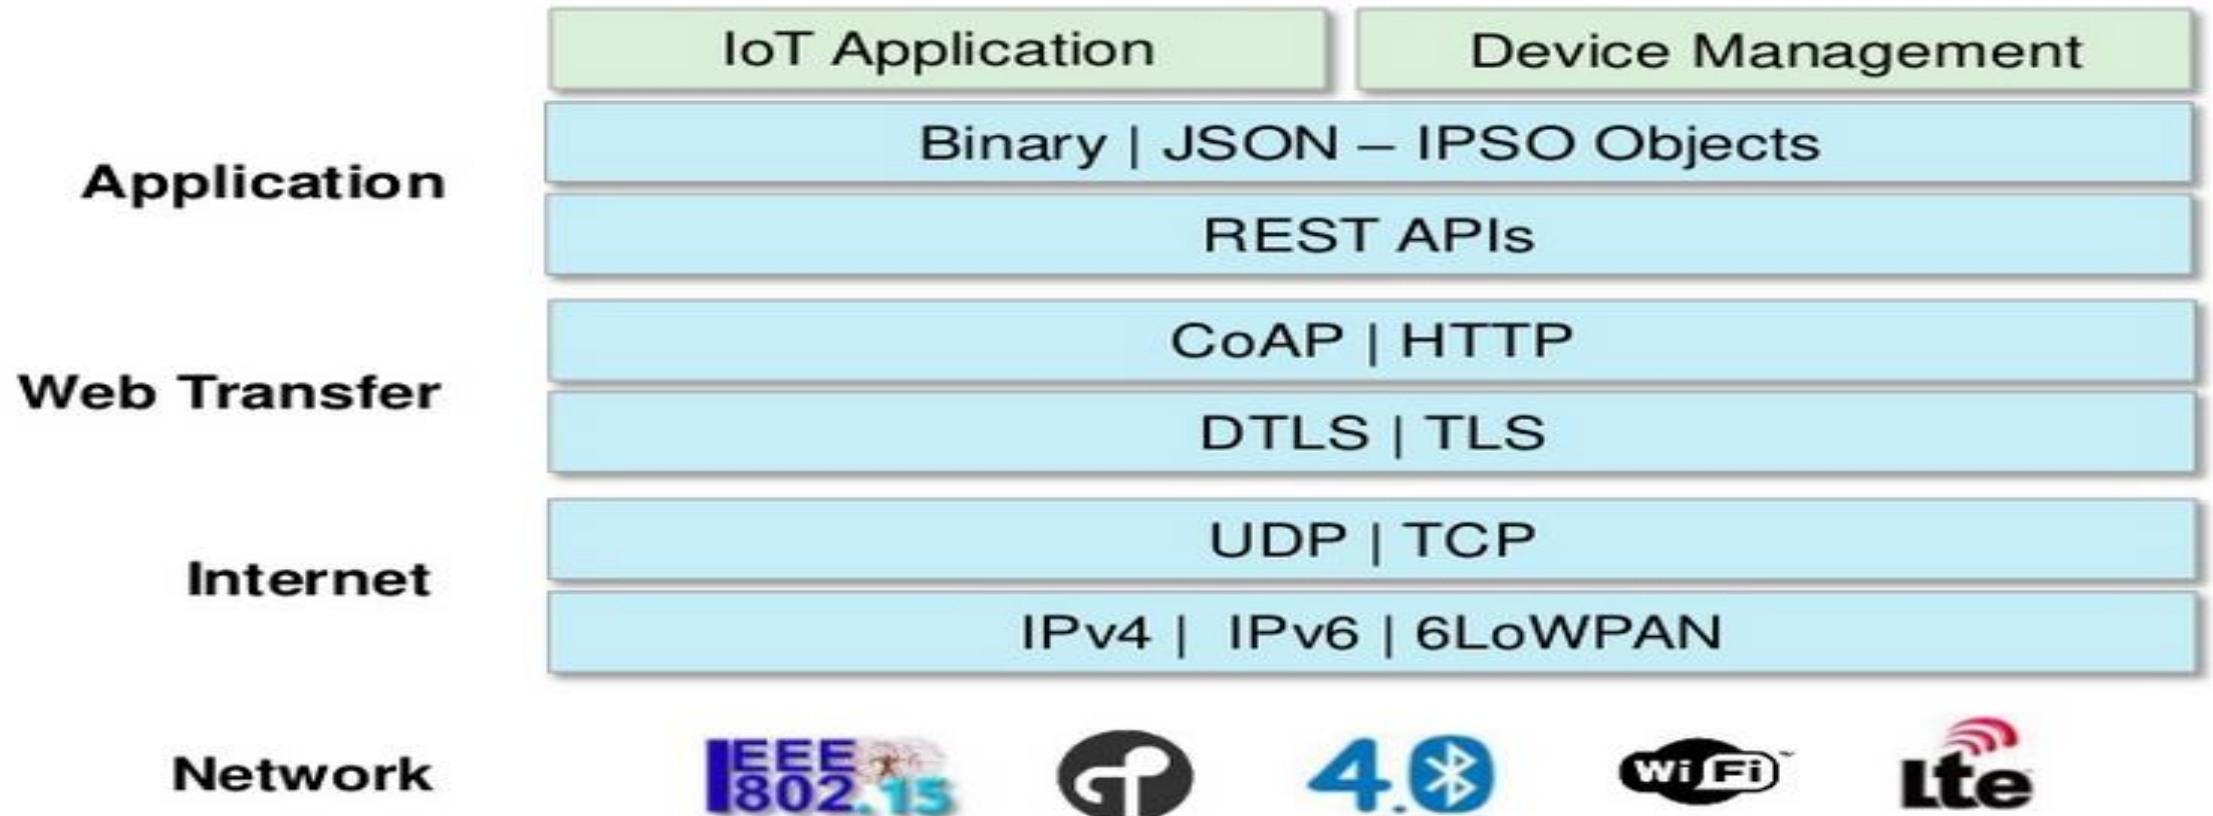 IoT Application
Device Management
Application
Binary | JSON – IPSO Objects
REST APIs
Web Transfer
CoAP | HTTP
DTLS | TLS
Internet
UDP | TCP
IPv4 | IPv6 | 6LoWPAN
Network
IEEE
802.15
4.0
WiFi
Lte